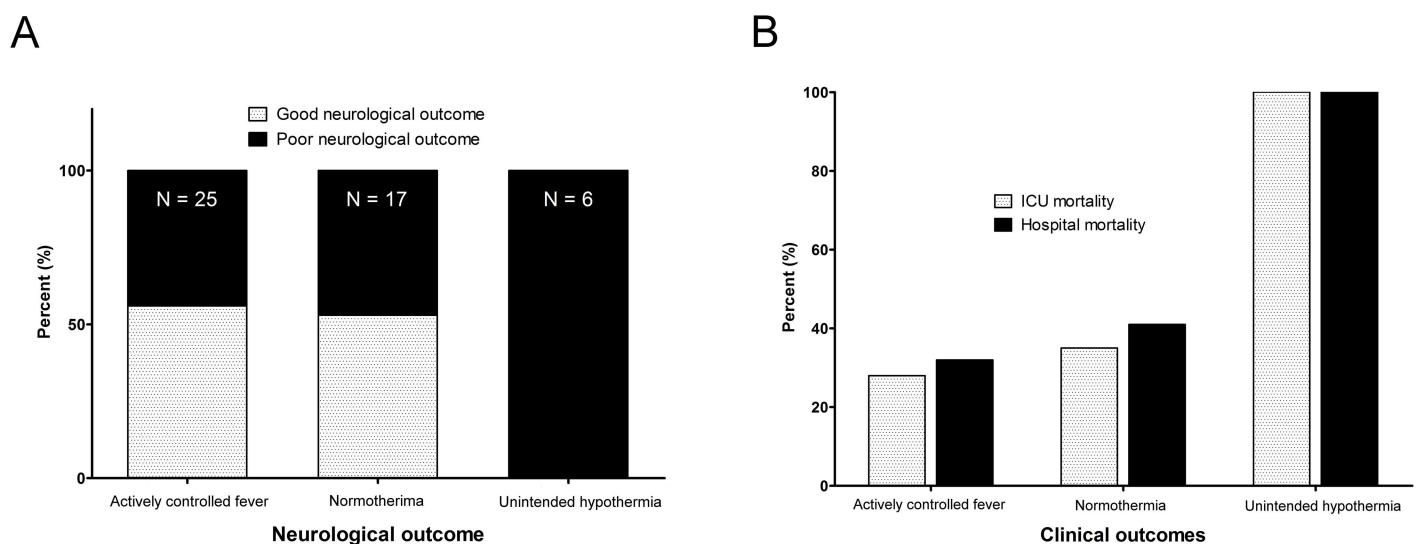 A
Good neurological outcome
Poor neurological outcome
Percent (%)
100
50
0
N = 25
N = 17
N = 6
Actively controlled fever
Normotherima
Unintended hypothermia
Neurological outcome
B
ICU mortality
Hospital mortality
Percent (%)
100
80
60
40
20
0
Actively controlled fever
Normothermia
Unintended hypothermia
Clinical outcomes